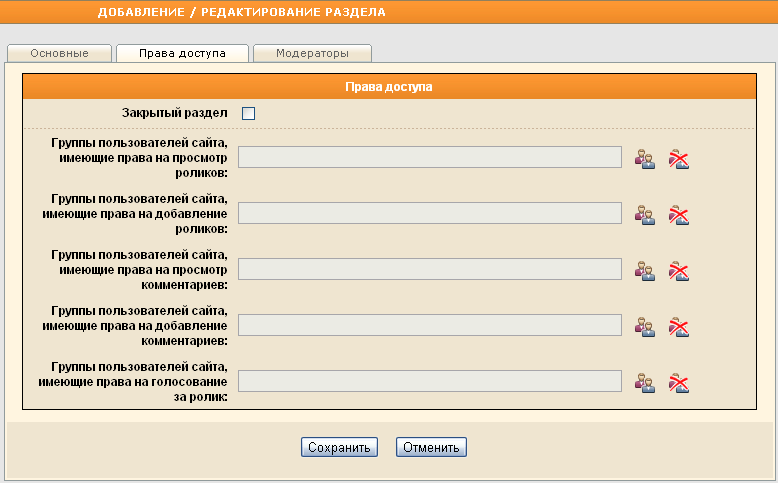 ДОБАВЛЕНИЕ / РЕДАКТИРОВАНИЕ РАЗДЕЛА
Основные Права доступа Модераторы
Права доступа
Закрытый раздел
Группы пользователей сайта,
имеющие права на просмотр
роликов:
Группы пользователей сайта,
имеющие права на добавление
роликов:
Группы пользователей сайта,
имеющие права на просмотр
комментариев:
Группы пользователей сайта,
имеющие права на добавление
комментариев:
Группы пользователей сайта,
имеющие права на голосование
за ролик:
Сохранить Отменить